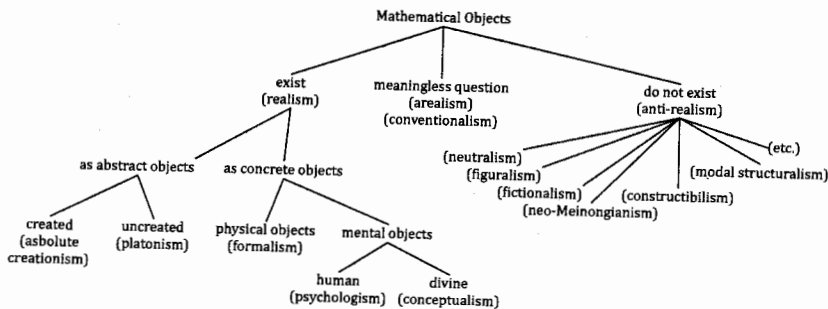 Mathematical Objects
exist
(realism)
meaningless question
(arealism)
(conventionalism)
do not exist
(anti-realism)
as abstract objects
as concrete objects
(neutralism)
(figuralism)
(fictionalism)
(neo-Meinongianism)
(constructibilism)
(modal structuralism)
(etc.)
created
(asbolute
creationism)
uncreated
(platonism)
physical objects
(formalism)
mental objects
human
(psychologism)
divine
(conceptualism)